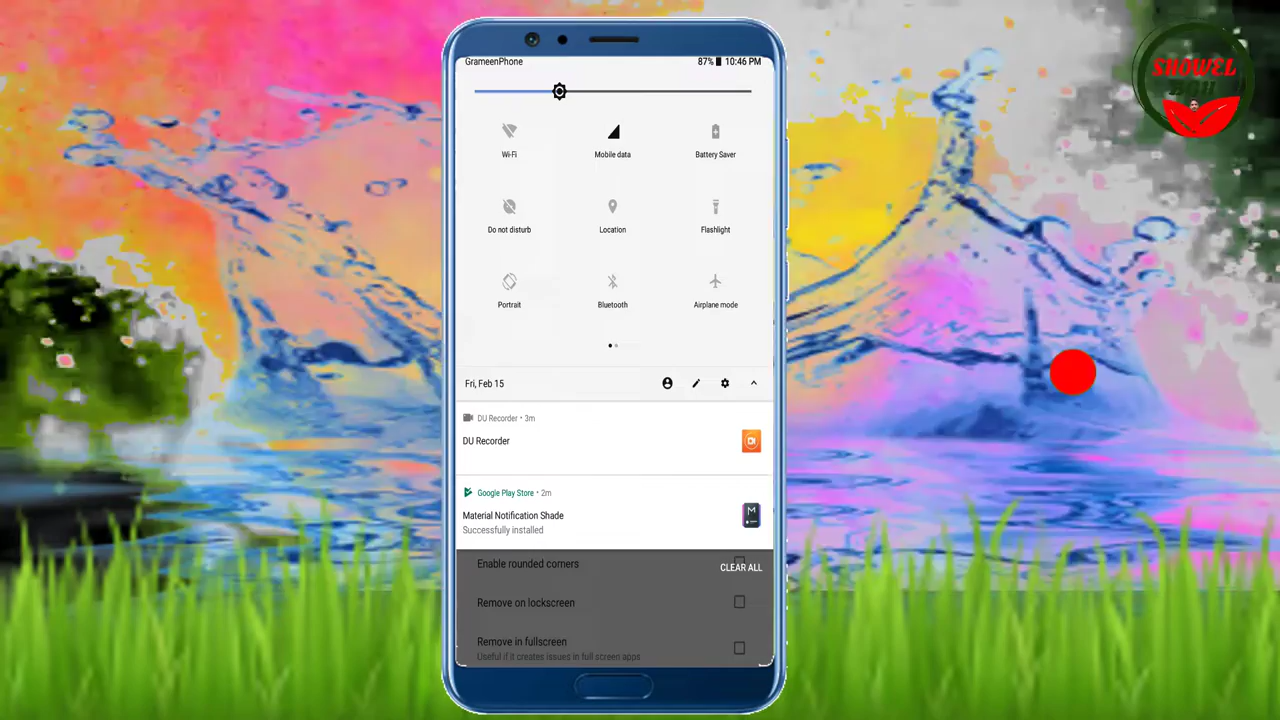 GrameenPhone 87% 10:46 PM
SHOWEL
Wi-Fi Mobile data Battery Saver
Do not disturb Location Flashlight
Portrait Bluetooth Airplane mode
Fri, Feb 15
DU Recorder • 3m
DU Recorder
Google Play Store • 2m
Material Notification Shade
Successfully installed
Enable rounded corners
CLEAR ALL
Remove on lockscreen
Remove in fullscreen
Useful if it creates issues in full screen apps